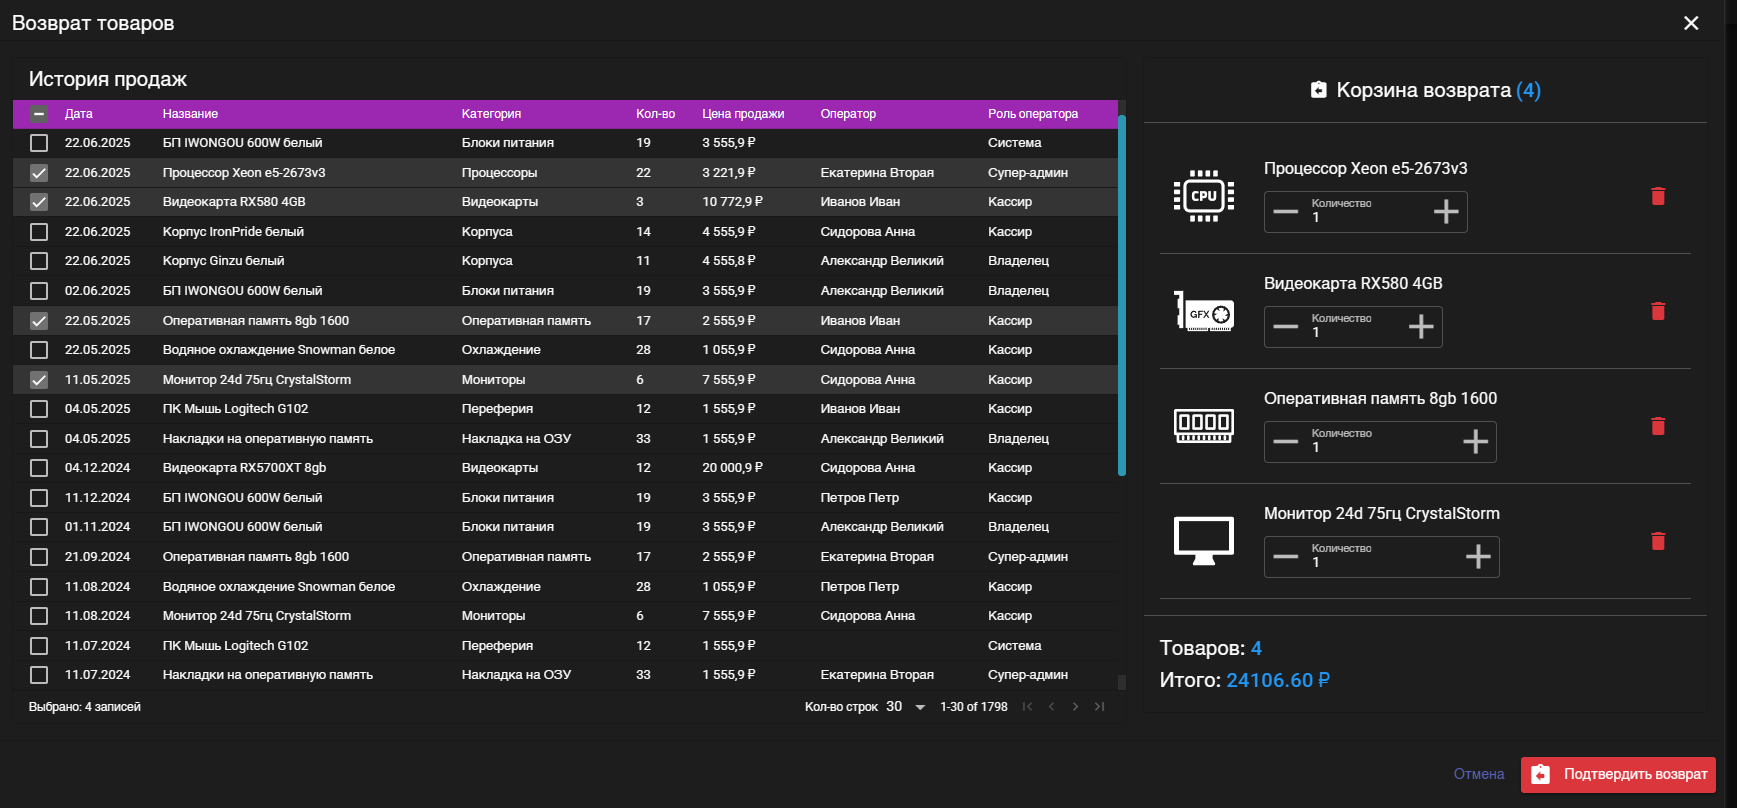 Возврат товаров
История продаж
Дата Название Категория Кол-во Цена продажи Оператор Роль оператора
22.06.2025 БП IWONGOU 600W белый Блоки питания 19 3 555,9 ₽ Система
22.06.2025 Процессор Xeon e5-2673v3 Процессоры 22 3 221,9 ₽ Екатерина Вторая Супер-админ
22.06.2025 Видеокарта RX580 4GB Видеокарты 3 10 772,9 ₽ Иванов Иван Кассир
22.06.2025 Корпус IronPride белый Корпуса 14 4 555,9 ₽ Сидорова Анна Кассир
22.06.2025 Корпус Ginzu белый Корпуса 11 4 555,8 ₽ Александр Великий Владелец
02.06.2025 БП IWONGOU 600W белый Блоки питания 19 3 555,9 ₽ Александр Великий Владелец
22.05.2025 Оперативная память 8gb 1600 Оперативная память 17 2 555,9 ₽ Иванов Иван Кассир
22.05.2025 Водяное охлаждение Snowman белое Охлаждение 28 1 055,9 ₽ Сидорова Анна Кассир
11.05.2025 Монитор 24d 75гц CrystalStorm Мониторы 6 7 555,9 ₽ Сидорова Анна Кассир
04.05.2025 ПК Мышь Logitech G102 Переферия 12 1 555,9 ₽ Иванов Иван Кассир
04.05.2025 Накладки на оперативную память Накладка на ОЗУ 33 1 555,9 ₽ Александр Великий Владелец
04.12.2024 Видеокарта RX5700XT 8gb Видеокарты 12 20 000,9 ₽ Сидорова Анна Кассир
11.12.2024 БП IWONGOU 600W белый Блоки питания 19 3 555,9 ₽ Петров Петр Кассир
01.11.2024 БП IWONGOU 600W белый Блоки питания 19 3 555,9 ₽ Александр Великий Владелец
21.09.2024 Оперативная память 8gb 1600 Оперативная память 17 2 555,9 ₽ Екатерина Вторая Супер-админ
11.08.2024 Водяное охлаждение Snowman белое Охлаждение 28 1 055,9 ₽ Петров Петр Кассир
11.08.2024 Монитор 24d 75гц CrystalStorm Мониторы 6 7 555,9 ₽ Сидорова Анна Кассир
11.07.2024 ПК Мышь Logitech G102 Переферия 12 1 555,9 ₽ Система
11.07.2024 Накладки на оперативную память Накладка на ОЗУ 33 1 555,9 ₽ Екатерина Вторая Супер-админ
Выбрано: 4 записей Кол-во строк 30 1-30 of 1798
Корзина возврата (4)
Процессор Xeon e5-2673v3
CPU
Количество
1
Видеокарта RX580 4GB
GFX
Количество
1
Оперативная память 8gb 1600
Количество
1
Монитор 24d 75гц CrystalStorm
Количество
1
Товаров: 4
Итого: 24106.60 ₽
Отмена Подтвердить возврат